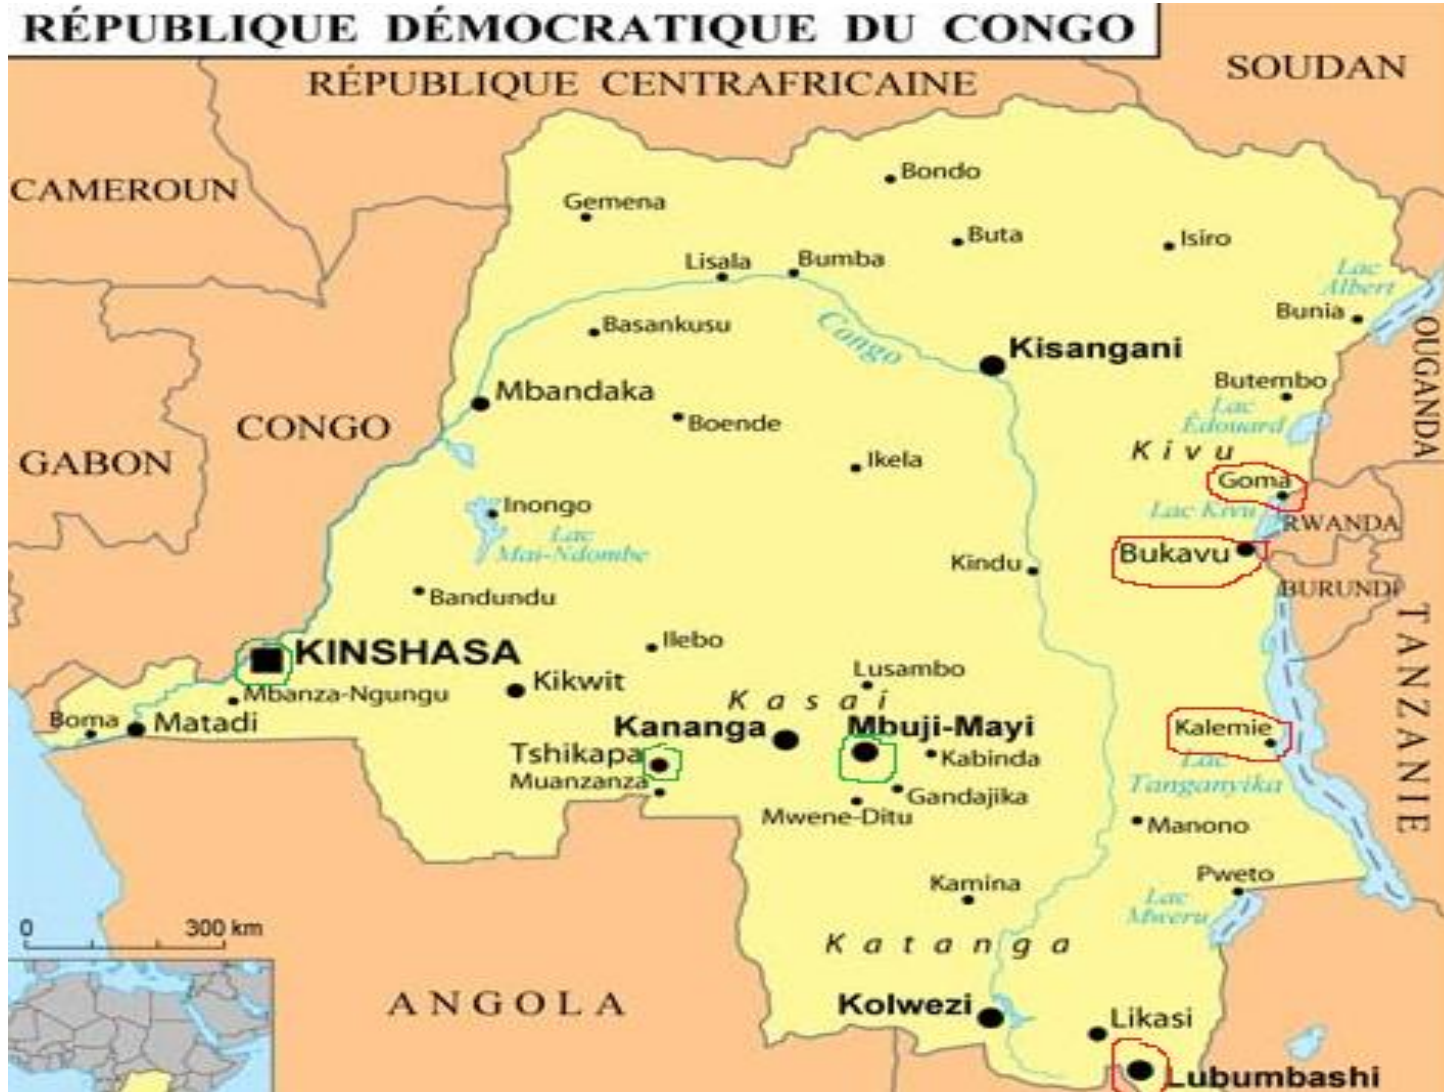 RÉPUBLIQUE DÉMOCRATIQUE DU CONGO
SOUDAN
RÉPUBLIQUE CENTRAFRICAINE
CAMEROUN
Bondo
Gemena
Buta
Isiro
Lisala
Bumba
Lac
Albert
Bunia
Basankusu
Congo
Kisangani
OUGANDA
Mbandaka
Butembo
Lac
Édouard
CONGO
Boende
GABON
Ikela
Kivu
Goma
Inongo
Lac Kivu
RWANDA
Lac
Mai-Ndombe
Kindu
Bukavu
BURUNDI
Bandundu
TANZANIE
KINSHASA
Ilebo
Mbanza-Ngungu
Kikwit
Lusambo
Kasai
Boma
Matadi
Kananga
Mbuji-Mayi
Kalemie
Tshikapa
Kabinda
Lac
Tanganyika
Muanzanza
Gandajika
Mwene-Ditu
Manono
Kamina
Pweto
Lac
Mweru
0 300 km
Katanga
ANGOLA
Kolwezi
Likasi
Lubumbashi